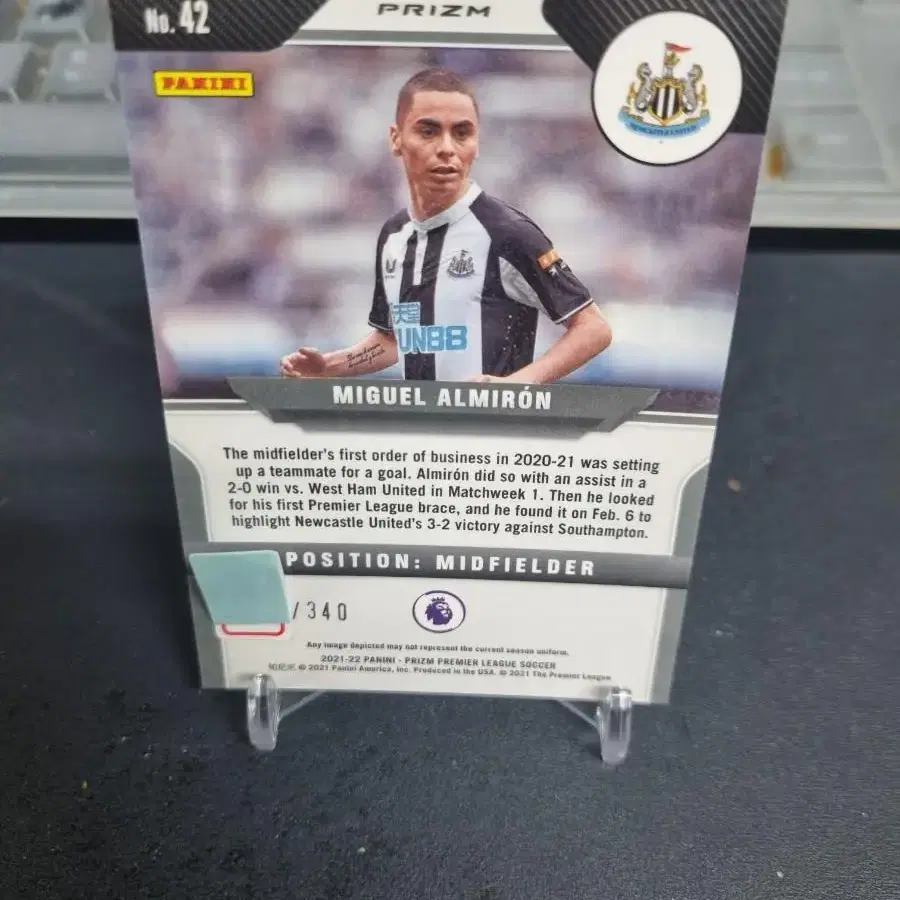 No. 42
PRIZM
PANINI
NEWCASTLE UNITED
UN88
MIGUEL ALMIRÓN
The midfielder's first order of business in 2020-21 was setting
up a teammate for a goal. Almirón did so with an assist in a
2-0 win vs. West Ham United in Matchweek 1. Then he looked
for his first Premier League brace, and he found it on Feb. 6 to
highlight Newcastle United's 3-2 victory against Southampton.
POSITION: MIDFIELDER
/340
Any image depicted may not represent the current season uniform.
2021-22 PANINI - PRIZM PREMIER LEAGUE SOCCER
© 2021 Panini America, Inc. Produced in the USA. © 2021 The Premier League